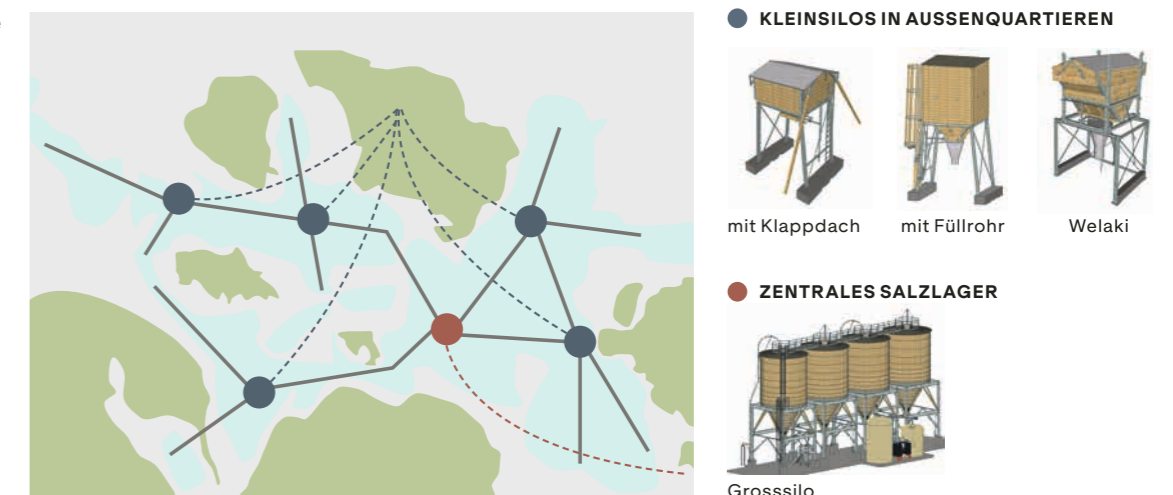 KLEINSILOS IN AUSSENQUARTIEREN
mit Klappdach
mit Füllrohr
Welaki
ZENTRALES SALZLAGER
Grosssilo